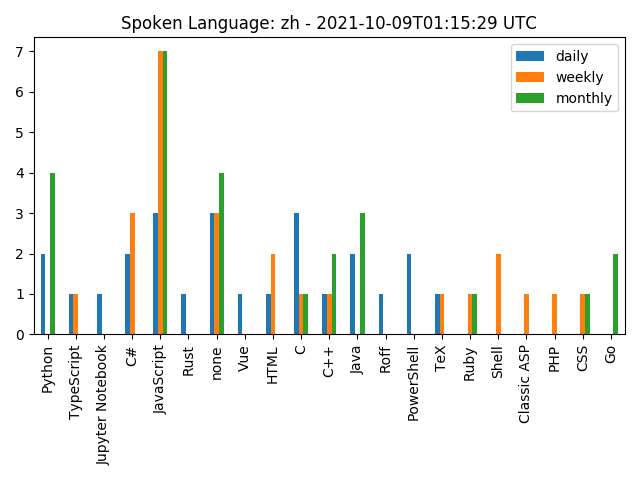 Spoken Language: zh - 2021-10-09T01:15:29 UTC
daily
weekly
monthly
7
6
5
4
3
2
1
0
Python
TypeScript
Jupyter Notebook
C#
JavaScript
Rust
none
Vue
HTML
C
C++
Java
Roff
PowerShell
TeX
Ruby
Shell
Classic ASP
PHP
CSS
Go